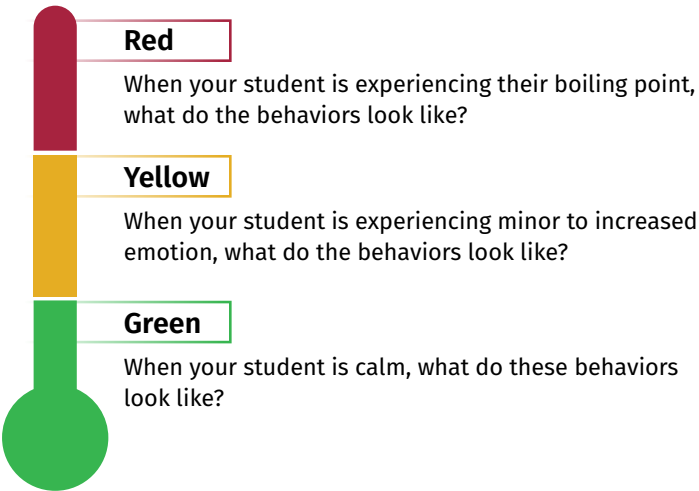 Red
When your student is experiencing their boiling point,
what do the behaviors look like?
Yellow
When your student is experiencing minor to increased
emotion, what do the behaviors look like?
Green
When your student is calm, what do these behaviors
look like?